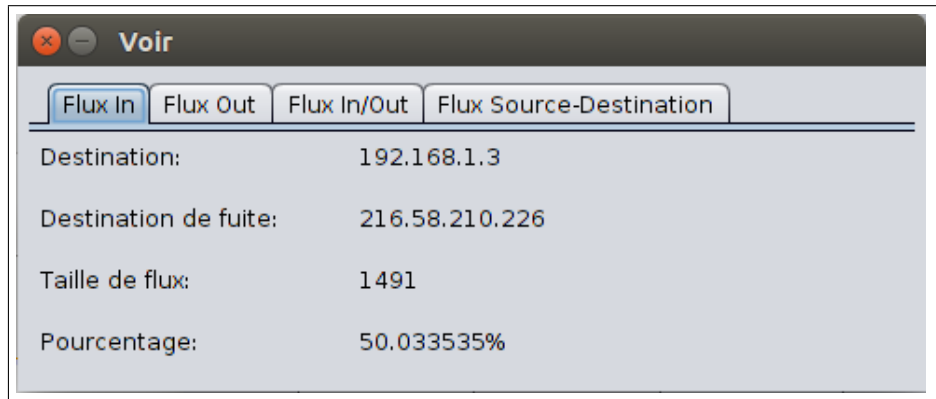 Voir
Flux In Flux Out Flux In/Out Flux Source-Destination
Destination: 192.168.1.3
Destination de fuite: 216.58.210.226
Taille de flux: 1491
Pourcentage: 50.033535%